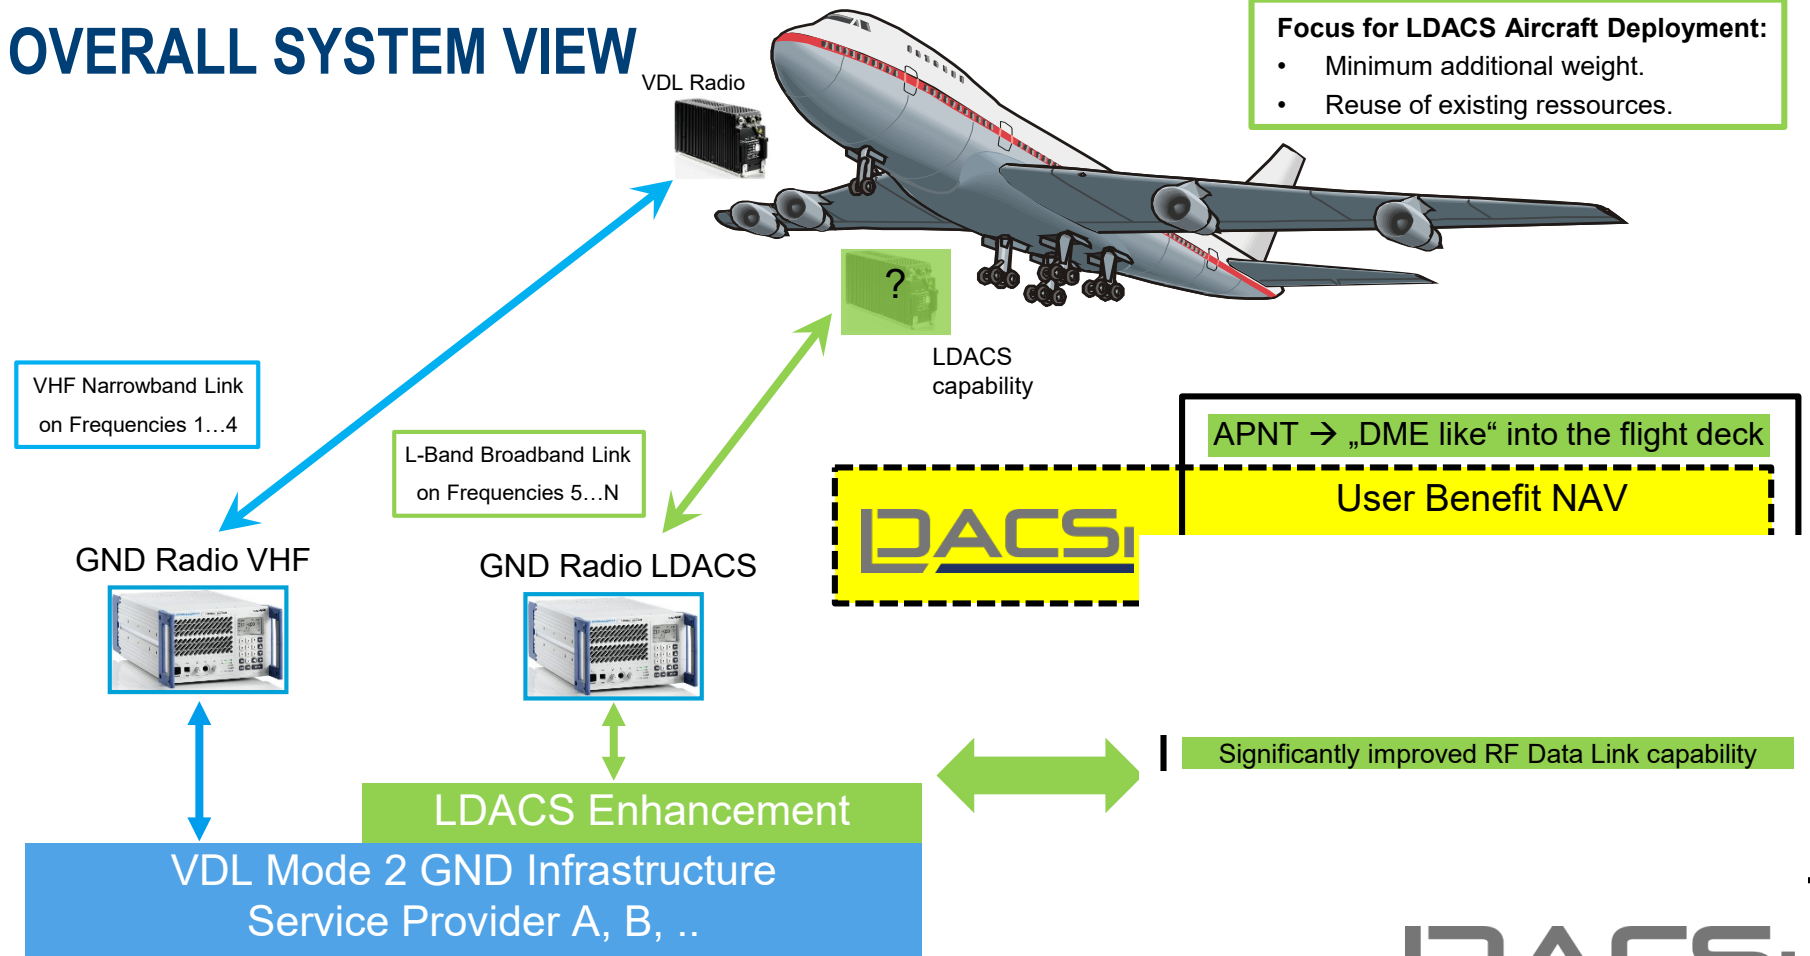 OVERALL SYSTEM VIEW
VDL Radio
Focus for LDACS Aircraft Deployment:
• Minimum additional weight.
• Reuse of existing ressources.
?
LDACS
capability
VHF Narrowband Link
on Frequencies 1…4
L-Band Broadband Link
on Frequencies 5…N
APNT → „DME like“ into the flight deck
User Benefit NAV
LDACS
GND Radio VHF
GND Radio LDACS
Significantly improved RF Data Link capability
LDACS Enhancement
VDL Mode 2 GND Infrastructure
Service Provider A, B, ..
LDACS